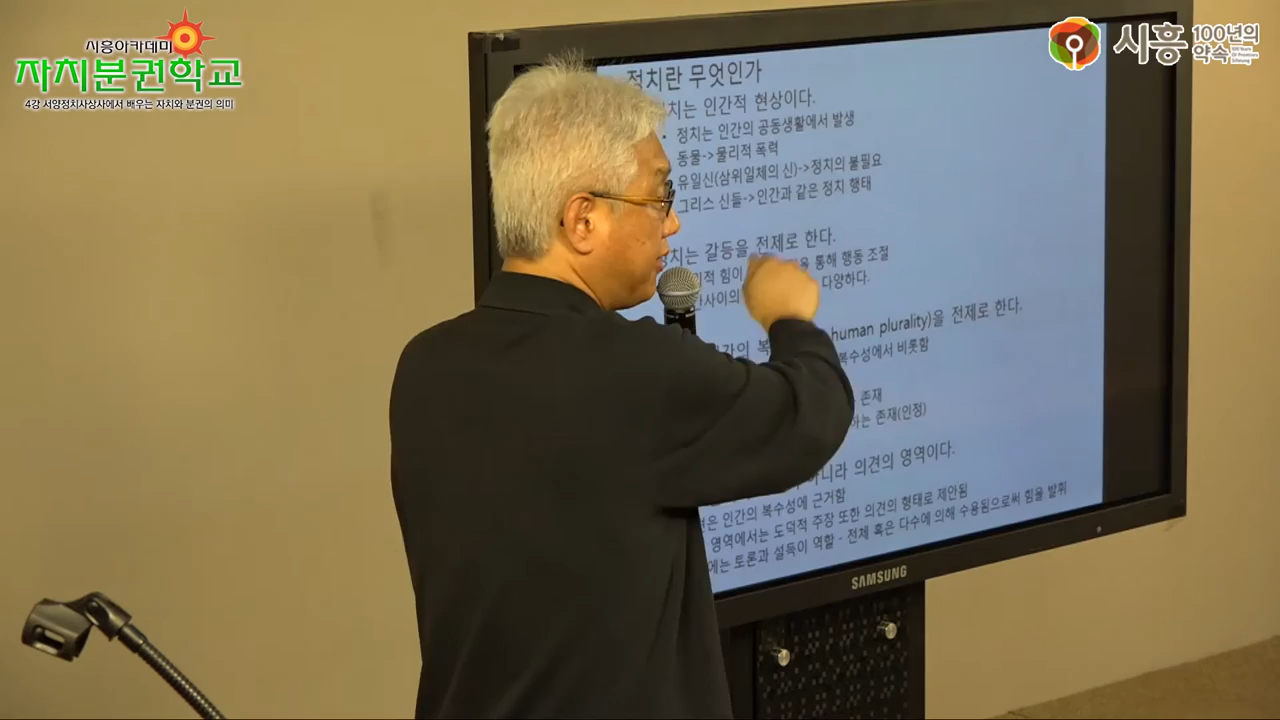 시흥아카데미
자치분권학교
4강 서양정치사상사에서 배우는 자치와 분권의 의미
시흥
100년의
약속
정치란 무엇인가
치는 인간적 현상이다.
• 정치는 인간의 공동생활에서 발생
동물->물리적 폭력
유일신(삼위일체의 신)->정치의 불필요
그리스 신들->인간과 같은 정치 행태
치는 갈등을 전제로 한다.
적 힘이 통해 행동 조절
사이의 다양하다.
human plurality)을 전제로 한다.
복수성에서 비롯함
존재
하는 존재(인정)
아니라 의견의 영역이다.
은 인간의 복수성에 근거함
영역에서는 도덕적 주장 또한 의견의 형태로 제안됨
에는 토론과 설득이 역할 - 전체 혹은 다수에 의해 수용됨으로써 힘을 발휘
SAMSUNG